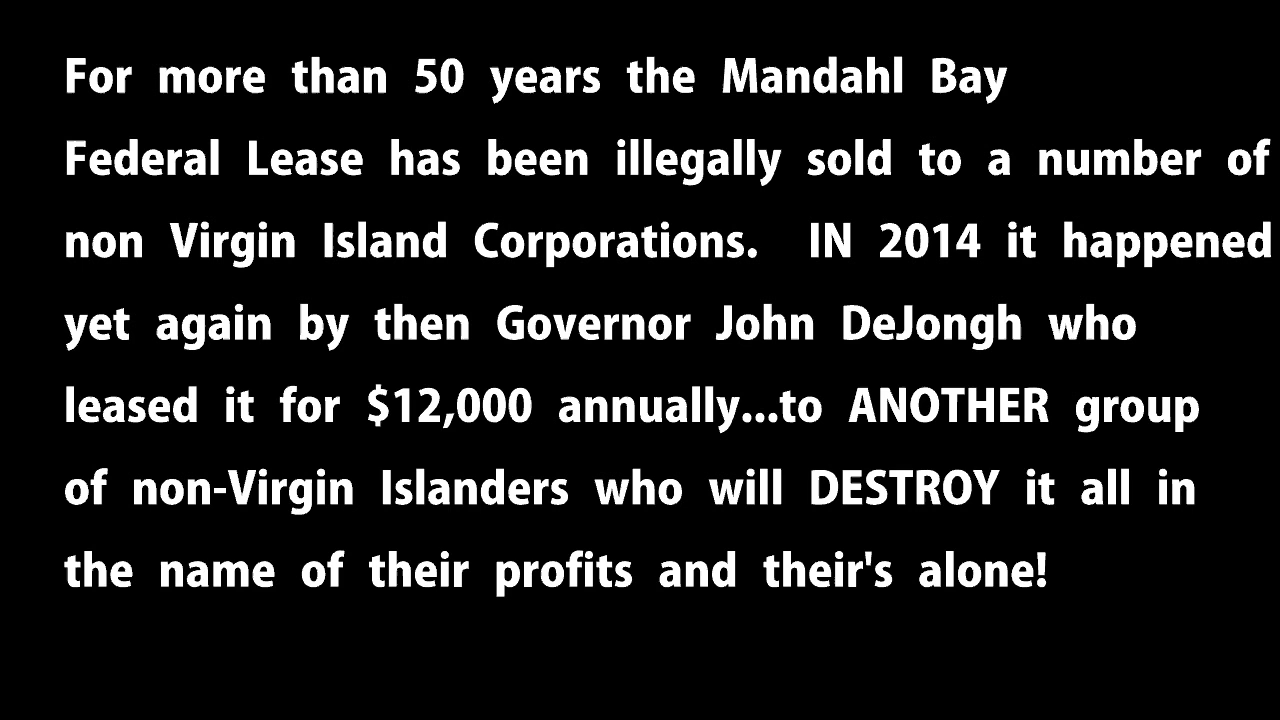 For more than 50 years the Mandahl Bay
Federal Lease has been illegally sold to a number of
non Virgin Island Corporations. IN 2014 it happened
yet again by then Governor John DeJongh who
leased it for $12,000 annually...to ANOTHER group
of non-Virgin Islanders who will DESTROY it all in
the name of their profits and their's alone!